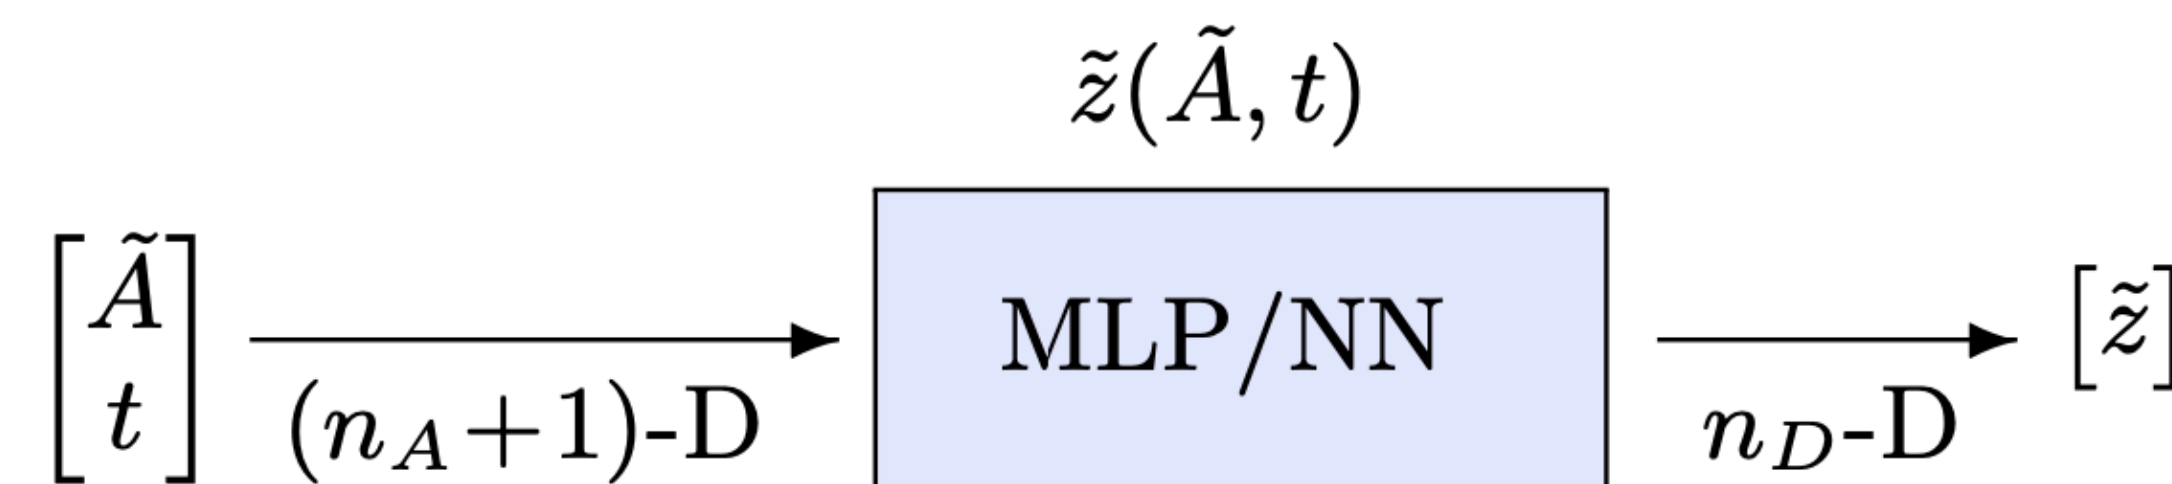 z̃̃(Ã, t)
[Ã t]
(n_A+1)-D
MLP/NN
n_D-D
[z̃̃]